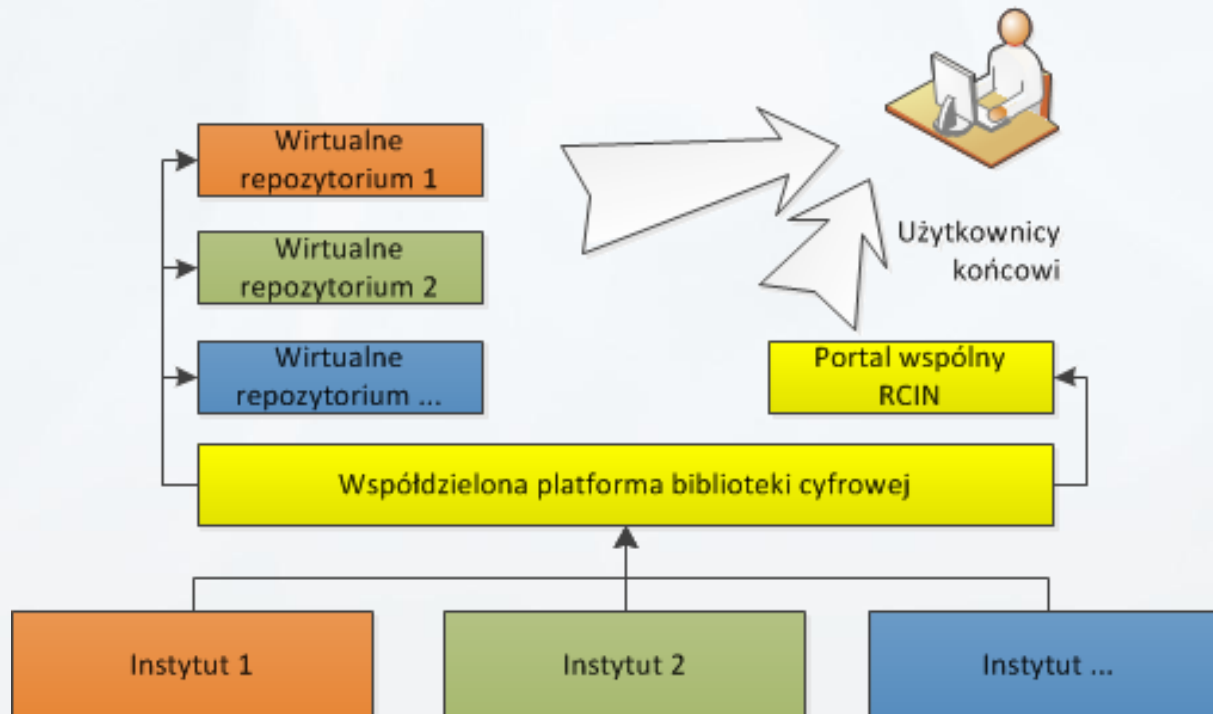 Wirtualne
repozytorium 1
Wirtualne
repozytorium 2
Wirtualne
repozytorium ...
Użytkownicy
końcowi
Portal wspólny
RCIN
Współdzielona platforma biblioteki cyfrowej
Instytut 1
Instytut 2
Instytut ...